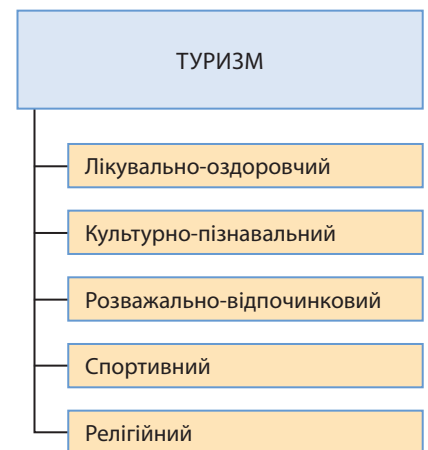 ТУРИЗМ
Лікувально-оздоровчий
Культурно-пізнавальний
Розважально-відпочинковий
Спортивний
Релігійний